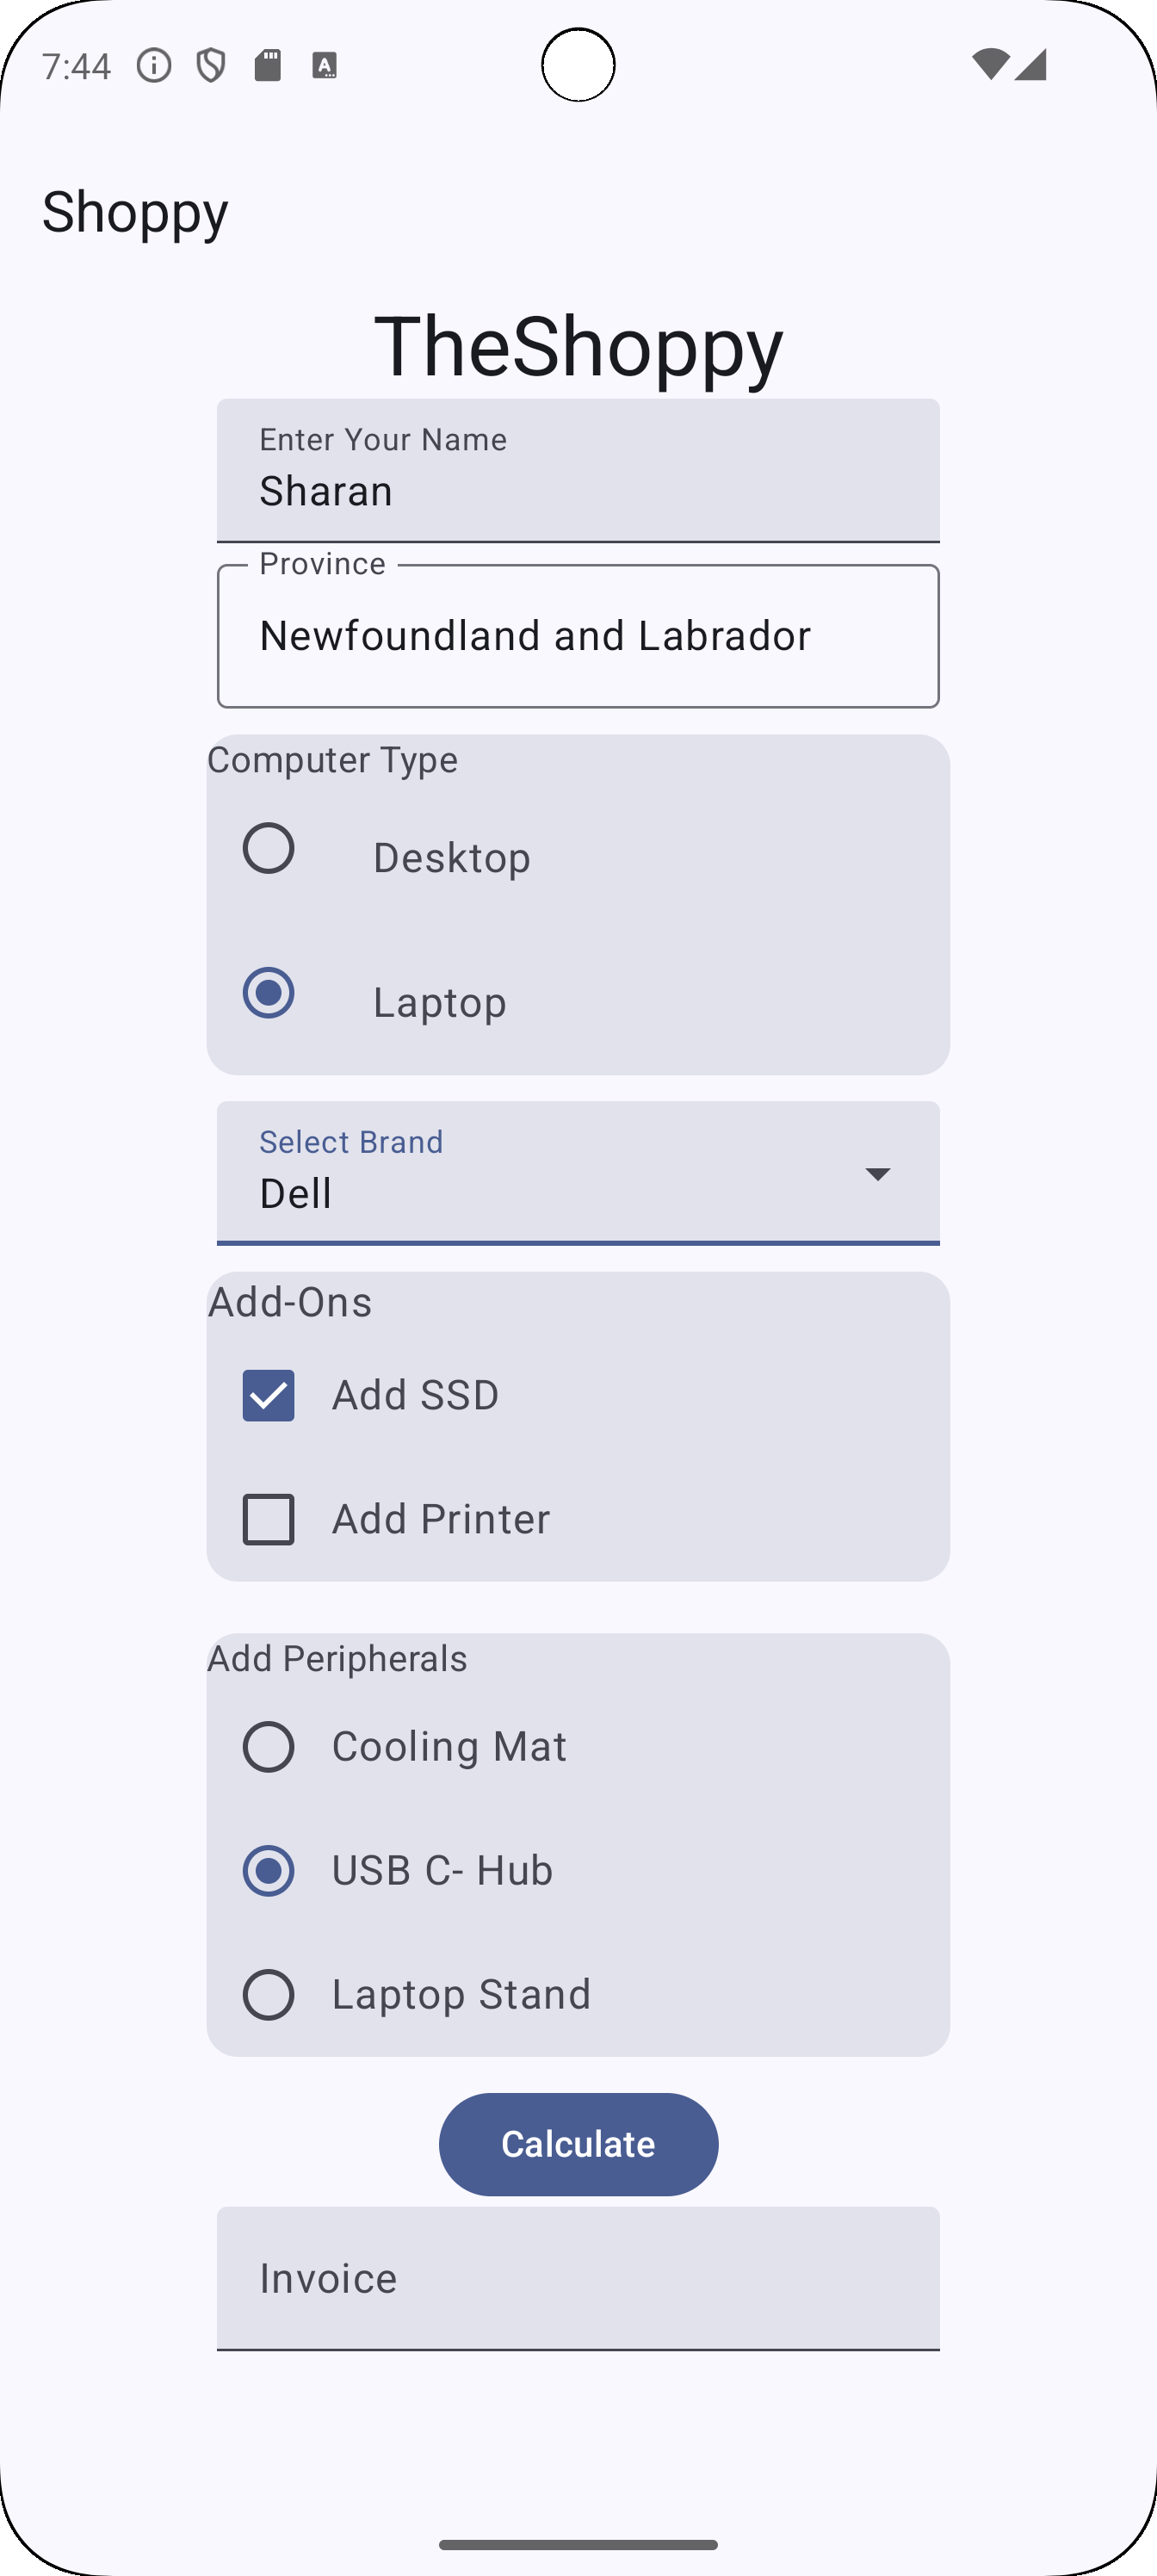 7:44
Shoppy
TheShoppy
Enter Your Name
Sharan
Province
Newfoundland and Labrador
Computer Type
Desktop
Laptop
Select Brand
Dell
Add-Ons
Add SSD
Add Printer
Add Peripherals
Cooling Mat
USB C- Hub
Laptop Stand
Calculate
Invoice